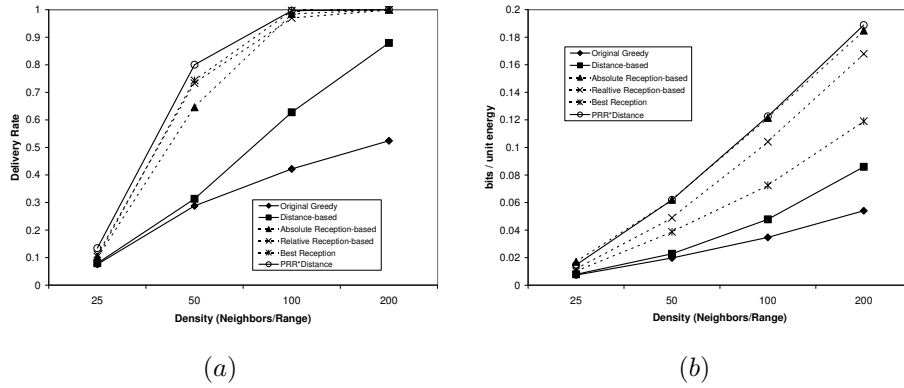 1
0.9
0.8
0.7
0.6
0.5
0.4
0.3
0.2
0.1
0
Delivery Rate
25 50 100 200
Density (Neighbors/Range)
Original Greedy
Distance-based
Absolute Reception-based
Relative Reception-based
Best Reception
PRR*Distance
(a)
0.2
0.18
0.16
0.14
0.12
0.1
0.08
0.06
0.04
0.02
0
bits / unit energy
25 50 100 200
Density (Neighbors/Range)
Original Greedy
Distance-based
Absolute Reception-based
Realtive Reception-based
Best Reception
PRR*Distance
(b)